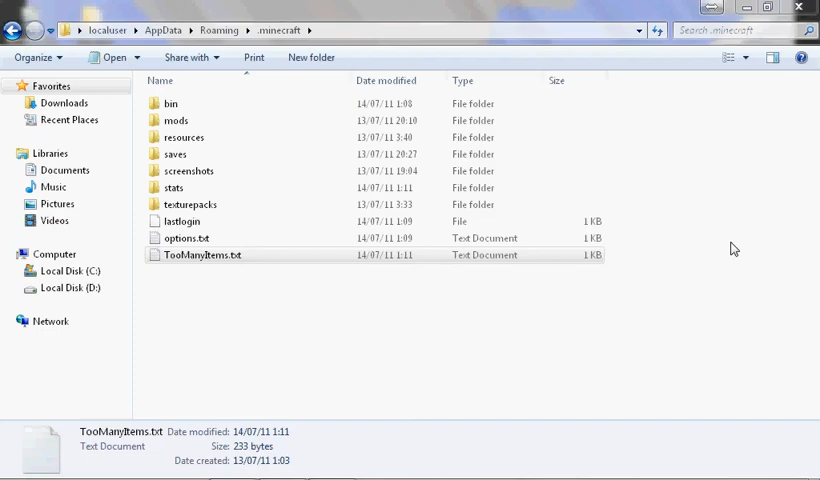 localuser AppData Roaming .minecraft Search .minecraft
Organize Open Share with Print New folder
Favorites
Downloads
Recent Places
Libraries
Documents
Music
Pictures
Videos
Computer
Local Disk (C:)
Local Disk (D:)
Network
Name Date modified Type Size
bin 14/07/11 1:08 File folder
mods 13/07/11 20:10 File folder
resources 13/07/11 3:40 File folder
saves 13/07/11 20:27 File folder
screenshots 13/07/11 19:04 File folder
stats 14/07/11 1:11 File folder
texturepacks 13/07/11 3:33 File folder
lastlogin 14/07/11 1:09 File 1 KB
options.txt 14/07/11 1:09 Text Document 1 KB
TooManyItems.txt 14/07/11 1:11 Text Document 1 KB
TooManyItems.txt Date modified: 14/07/11 1:11
Text Document Size: 233 bytes
Date created: 13/07/11 1:03